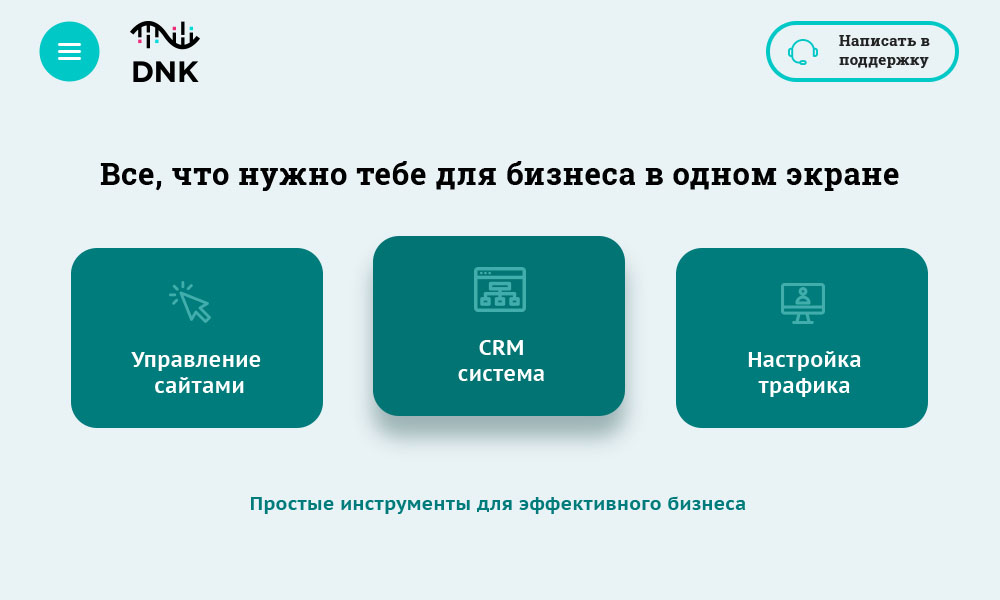 DNK
Написать в
поддержку
Все, что нужно тебе для бизнеса в одном экране
Управление
сайтами
CRM
система
Настройка
трафика
Простые инструменты для эффективного бизнеса